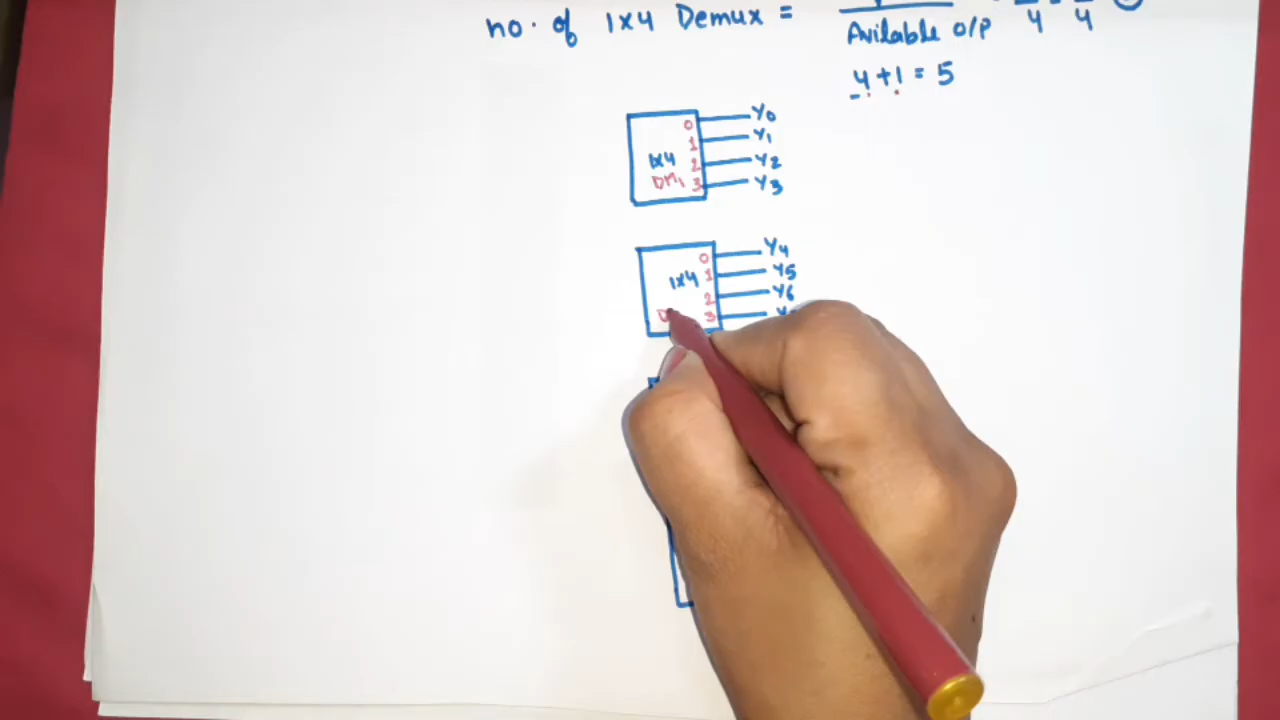 no. of 1x4 Demux =
Avilable o/p 4 4
4+1=5
0 Y0
1 Y1
1x4 2 Y2
DM1 3 Y3
0 Y4
1x4 1 Y5
2 Y6
D 3